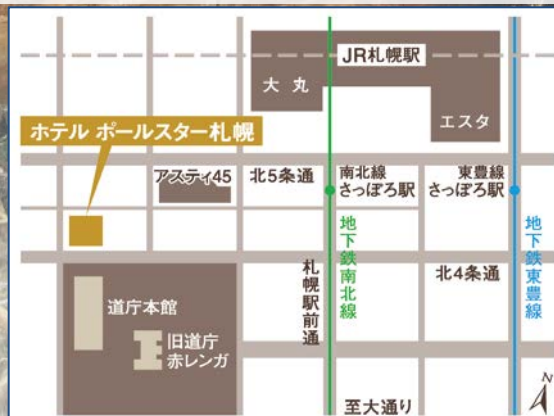 JR札幌駅
大 丸
エスタ
ホテル ポールスター札幌
アスティ45
北5条通
南北線
さっぽろ駅
東豊線
さっぽろ駅
地下鉄南北線
地下鉄東豊線
札幌駅前通
北4条通
道庁本館
旧道庁
赤レンガ
至大通り
N